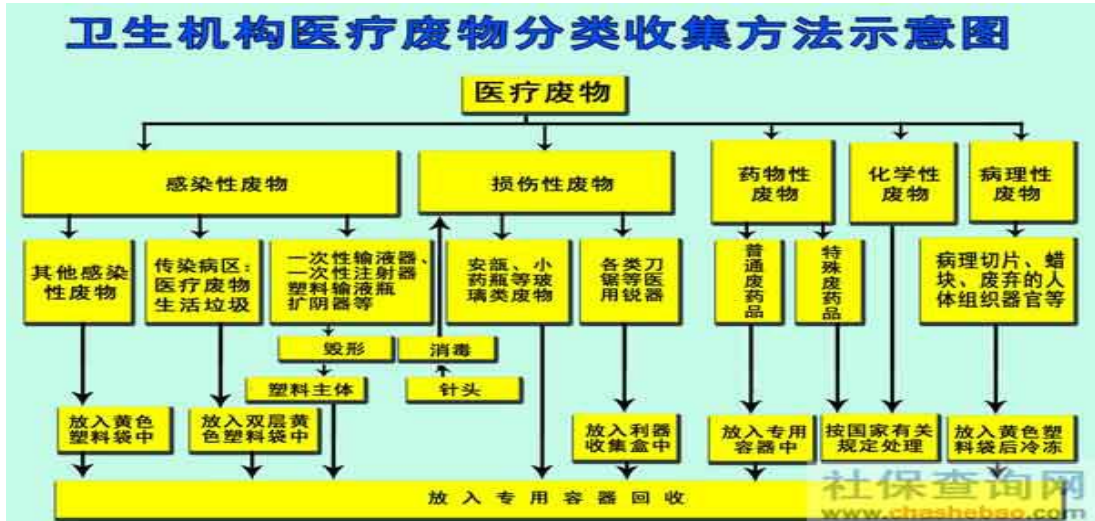 卫生机构医疗废物分类收集方法示意图
医疗废物
感染性废物
损伤性废物
药物性
废物
化学性
废物
病理性
废物
其他感染
性废物
传染病区：
医疗废物
生活垃圾
一次性输液器、
一次性注射器
塑料输液瓶
扩阴器等
安瓿、小
药瓶等玻
璃类废物
各类刀
锯等医
用锐器
普通废药品
特殊废药品
病理切片、蜡
块、废弃的人
体组织器官等
毁形
消毒
塑料主体
针头
放入黄色
塑料袋中
放入双层黄
色塑料袋中
放入利器
收集盒中
放入专用
容器中
按国家有关
规定处理
放入黄色塑
料袋后冷冻
放入专用容器回收
社保查询网
www.chashebao.com